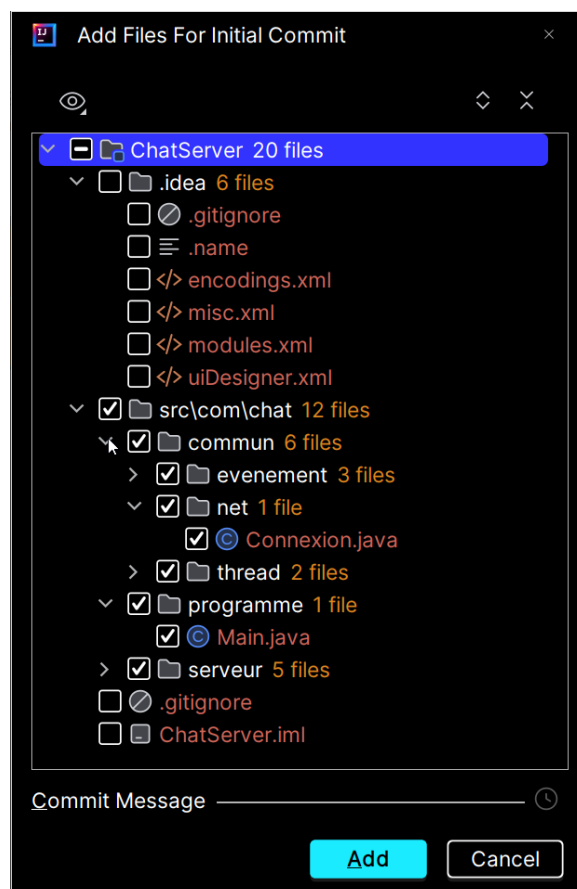 Add Files For Initial Commit
ChatServer 20 files
.idea 6 files
.gitignore
.name
</> encodings.xml
</> misc.xml
</> modules.xml
</> uiDesigner.xml
src\com\chat 12 files
commun 6 files
evenement 3 files
net 1 file
C Connexion.java
thread 2 files
programme 1 file
C Main.java
serveur 5 files
.gitignore
ChatServer.iml
Commit Message
Add Cancel